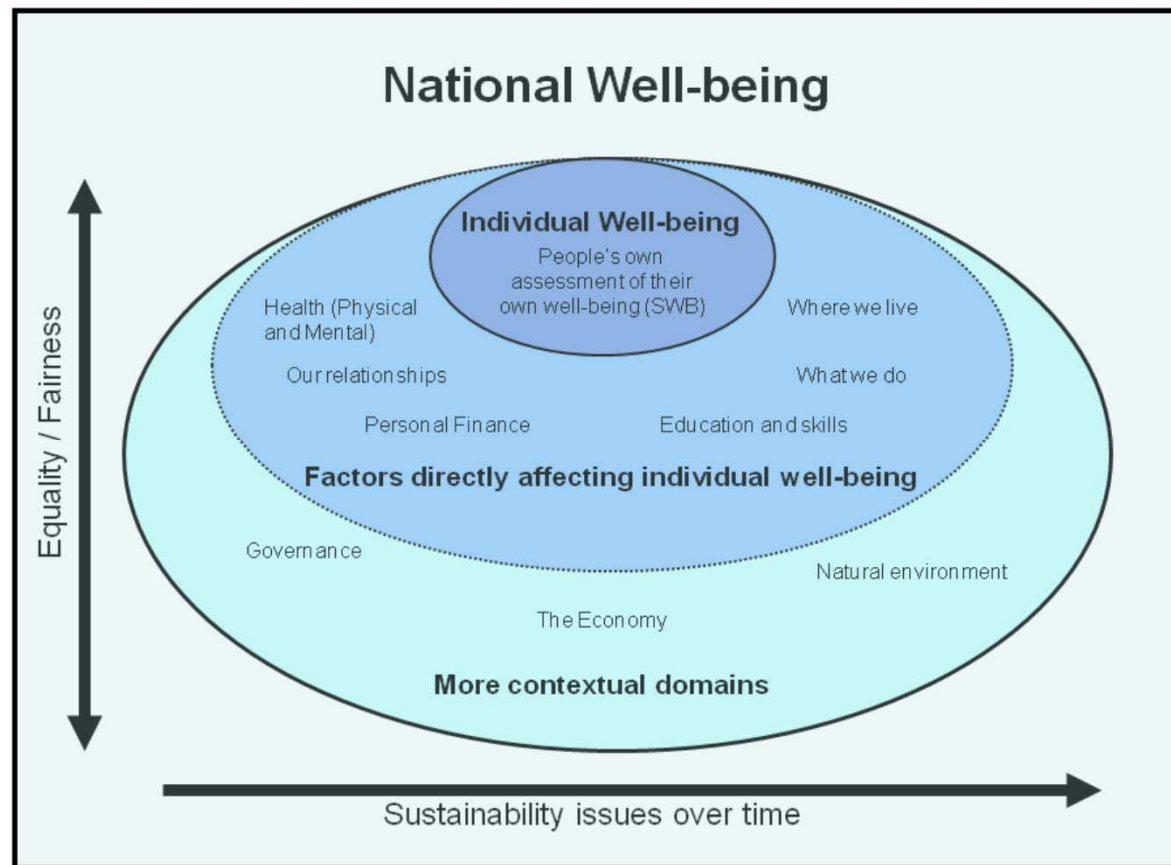 National Well-being
Individual Well-being
People's own
assessment of their
own well-being (SWB)
Health (Physical
and Mental)
Where we live
Our relationships
What we do
Personal Finance
Education and skills
Factors directly affecting individual well-being
Governance
Natural environment
The Economy
More contextual domains
Equality / Fairness
Sustainability issues over time